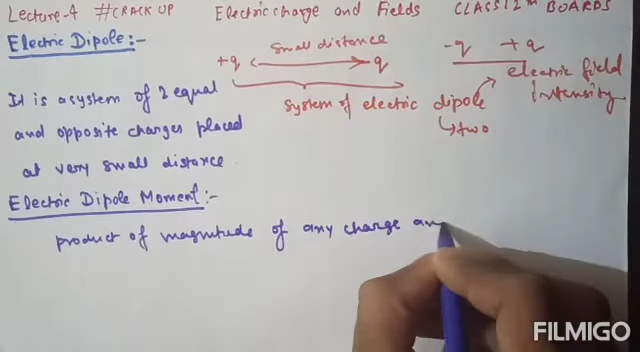 Lecture-4 #CRACK UP Electric charge and Fields CLASS 12th BOARDS
Electric Dipole:-
small distance
+q -q
-q +q
electric field
intensity
System of electric dipole
two
It is a system of 2 equal
and opposite charges placed
at very small distance
Electric Dipole Moment:-
product of magnitude of any charge an
FILMIGO